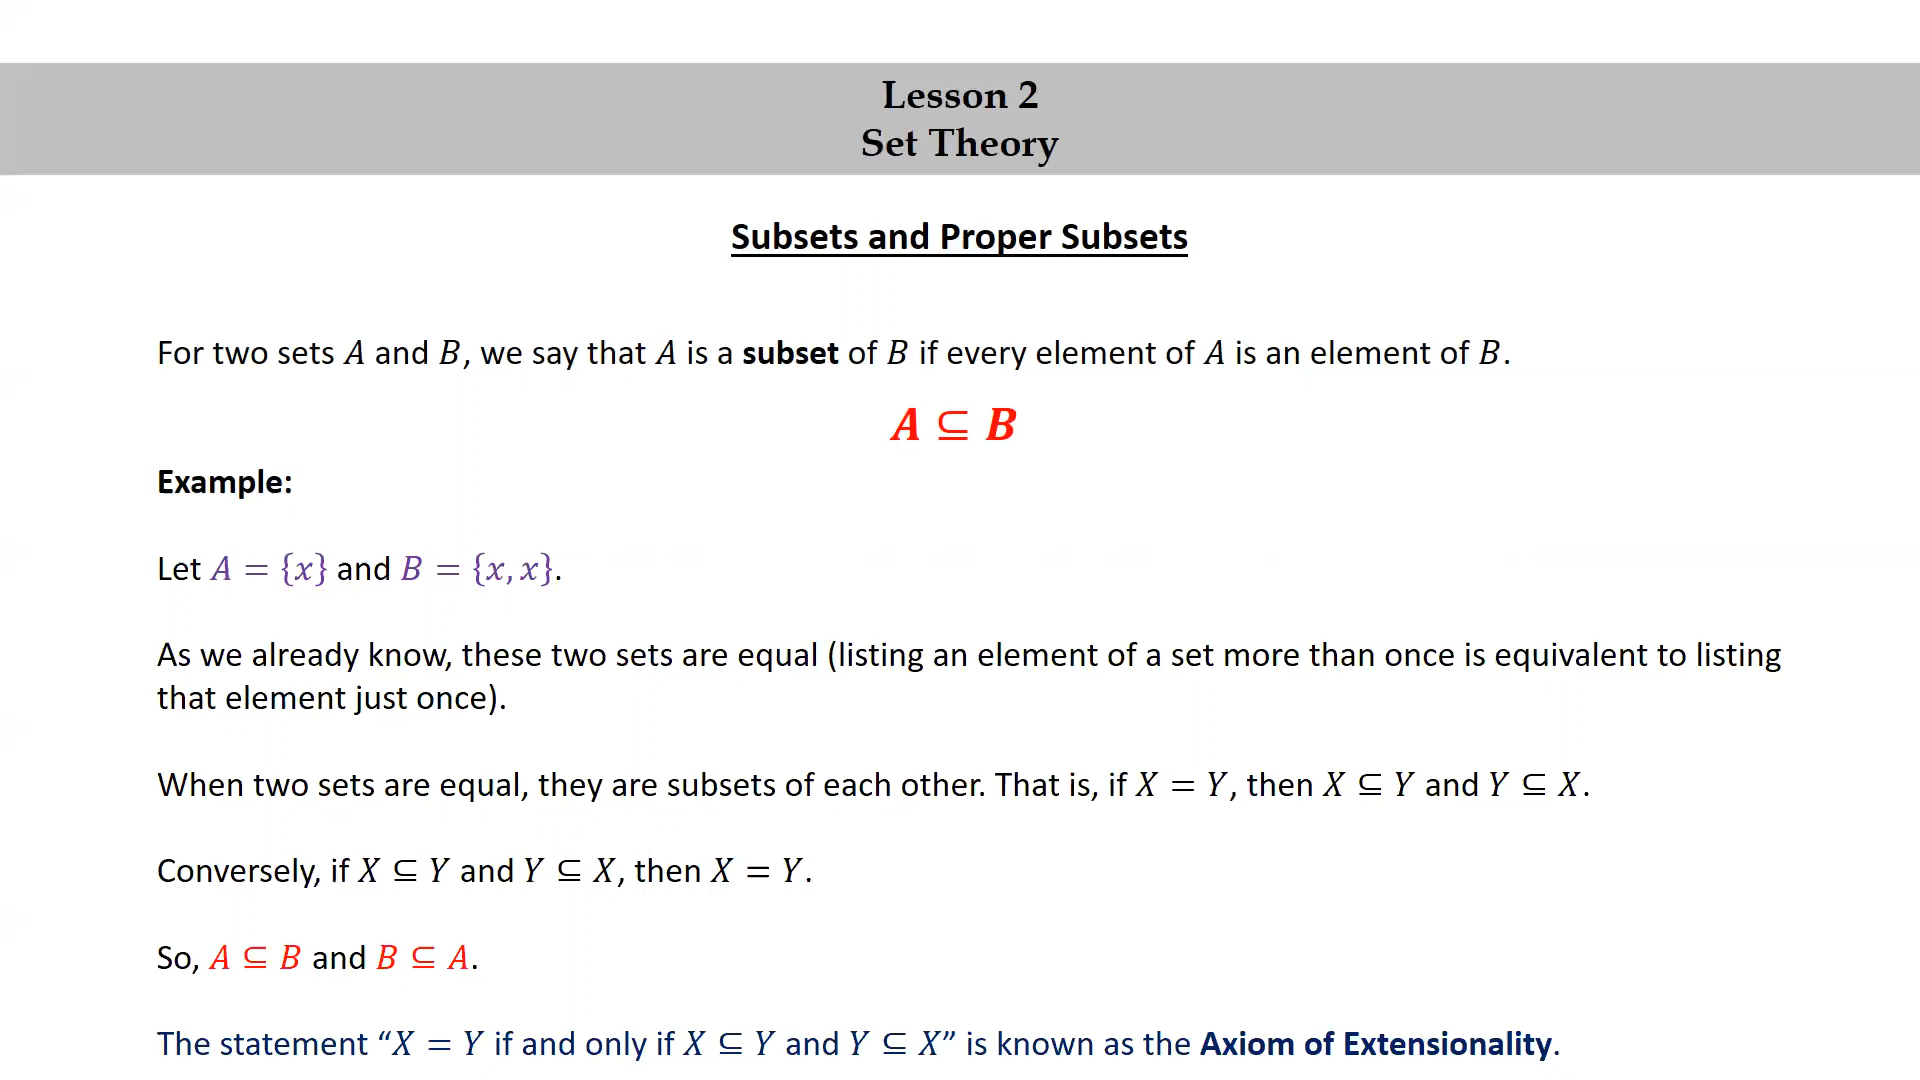 Lesson 2
Set Theory
Subsets and Proper Subsets
For two sets A and B, we say that A is a subset of B if every element of A is an element of B.
A ⊆ B
Example:
Let A = {x} and B = {x, x}.
As we already know, these two sets are equal (listing an element of a set more than once is equivalent to listing
that element just once).
When two sets are equal, they are subsets of each other. That is, if X = Y, then X ⊆ Y and Y ⊆ X.
Conversely, if X ⊆ Y and Y ⊆ X, then X = Y.
So, A ⊆ B and B ⊆ A.
The statement “X = Y if and only if X ⊆ Y and Y ⊆ X” is known as the Axiom of Extensionality.